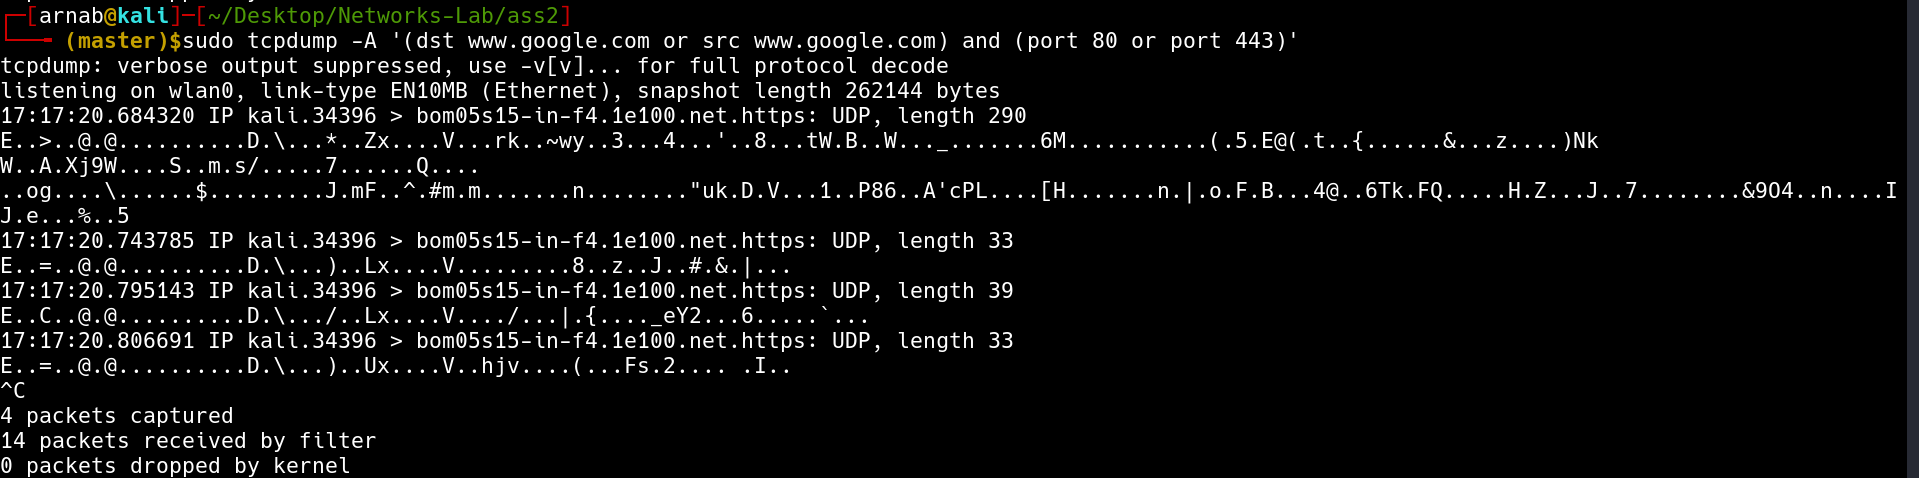 ┌─[arnab@kali]─[~/Desktop/Networks-Lab/ass2]
└──╼ (master)$sudo tcpdump -A '(dst www.google.com or src www.google.com) and (port 80 or port 443)'
tcpdump: verbose output suppressed, use -v[v]... for full protocol decode
listening on wlan0, link-type EN10MB (Ethernet), snapshot length 262144 bytes
17:17:20.684320 IP kali.34396 > bom05s15-in-f4.1e100.net.https: UDP, length 290
E..>..@.@..........D.\...*..Zx....V...rk..~wy..3...4...'..8...tW.B..W..._.......6M...........(.5.E@(.t..{......&...z....)Nk
W..A.Xj9W....S..m.s/.....7......Q....
..og....\......$.........J.mF..^.#m.m.......n........"uk.D.V...1..P86..A'cPL....[H.......n.|.o.F.B...4@..6Tk.FQ.....H.Z...J..7........&9O4..n....I
J.e...%..5
17:17:20.743785 IP kali.34396 > bom05s15-in-f4.1e100.net.https: UDP, length 33
E..=..@.@..........D.\...)..Lx....V.........8..z..J..#.&.|...
17:17:20.795143 IP kali.34396 > bom05s15-in-f4.1e100.net.https: UDP, length 39
E..C..@.@..........D.\.../..Lx....V..../...|.{...._eY2...6.....`...
17:17:20.806691 IP kali.34396 > bom05s15-in-f4.1e100.net.https: UDP, length 33
E..=..@.@..........D.\...)..Ux....V..hjv....(...Fs.2.... .I..
^C
4 packets captured
14 packets received by filter
0 packets dropped by kernel